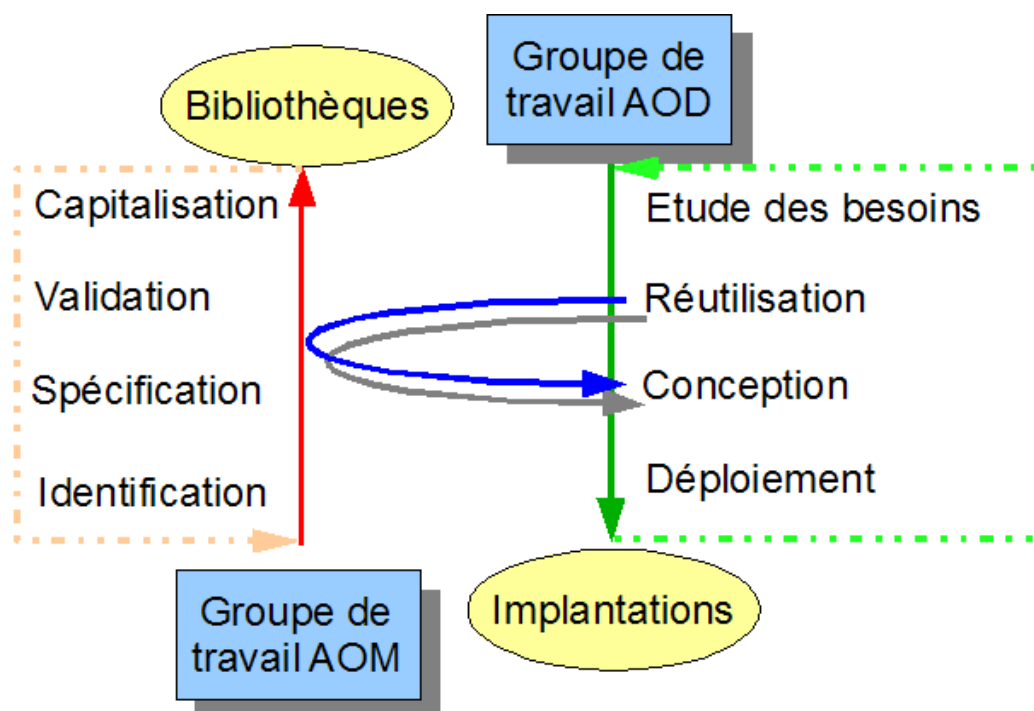 Groupe de
travail AOD
Bibliothèques
Capitalisation
Validation
Spécification
Identification
Etude des besoins
Réutilisation
Conception
Déploiement
Groupe de
travail AOM
Implantations